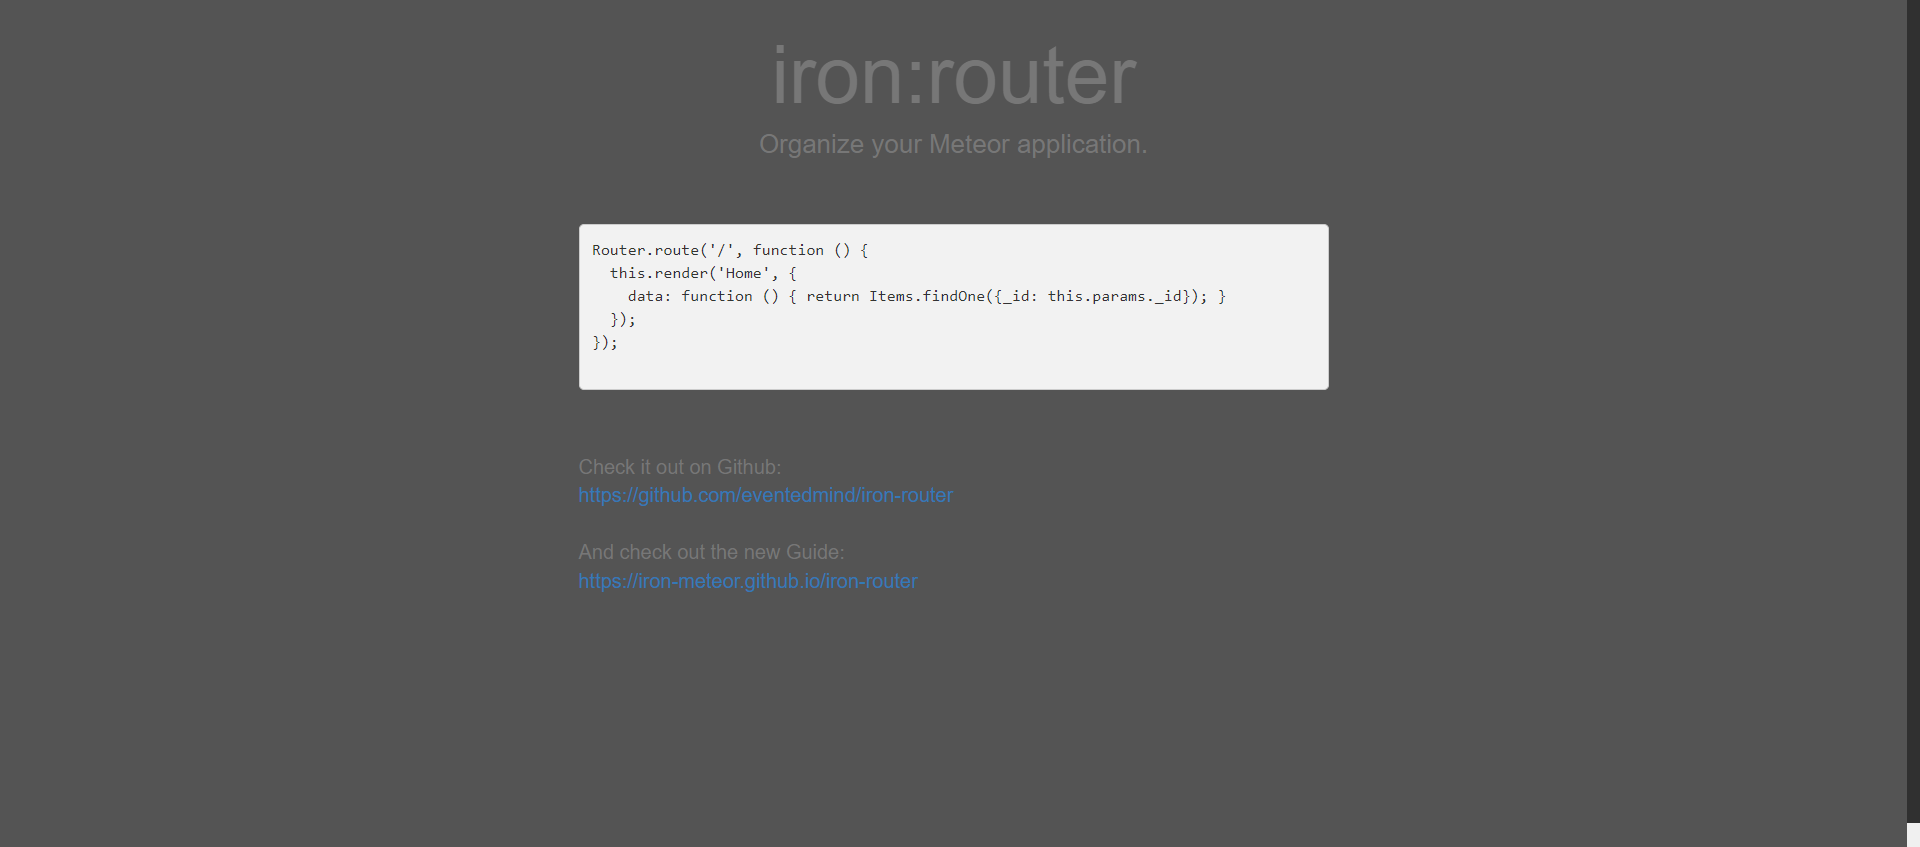 iron:router
Organize your Meteor application.
Router.route('/', function () {
  this.render('Home', {
    data: function () { return Items.findOne({_id: this.params._id}); }
  });
});
Check it out on Github:
https://github.com/eventedmind/iron-router
And check out the new Guide:
https://iron-meteor.github.io/iron-router